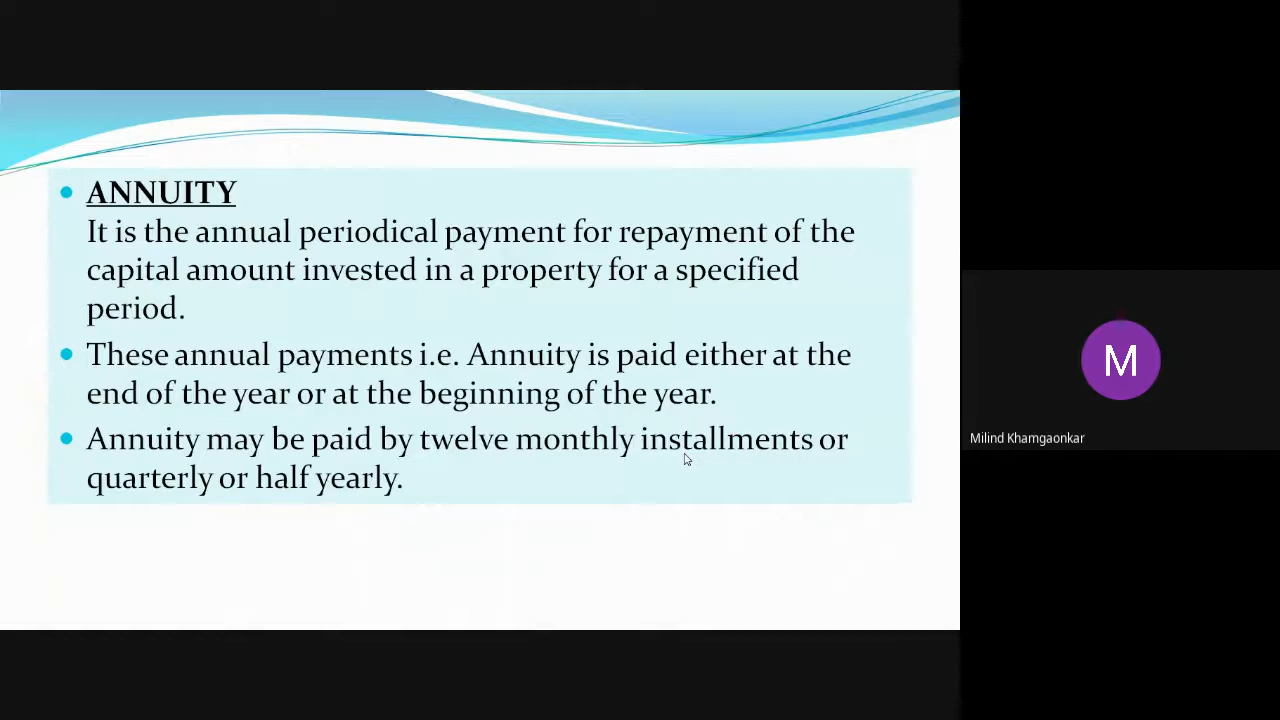 ANNUITY
It is the annual periodical payment for repayment of the
capital amount invested in a property for a specified
period.
These annual payments i.e. Annuity is paid either at the
end of the year or at the beginning of the year.
Annuity may be paid by twelve monthly installments or
quarterly or half yearly.
M
Milind Khamgaonkar